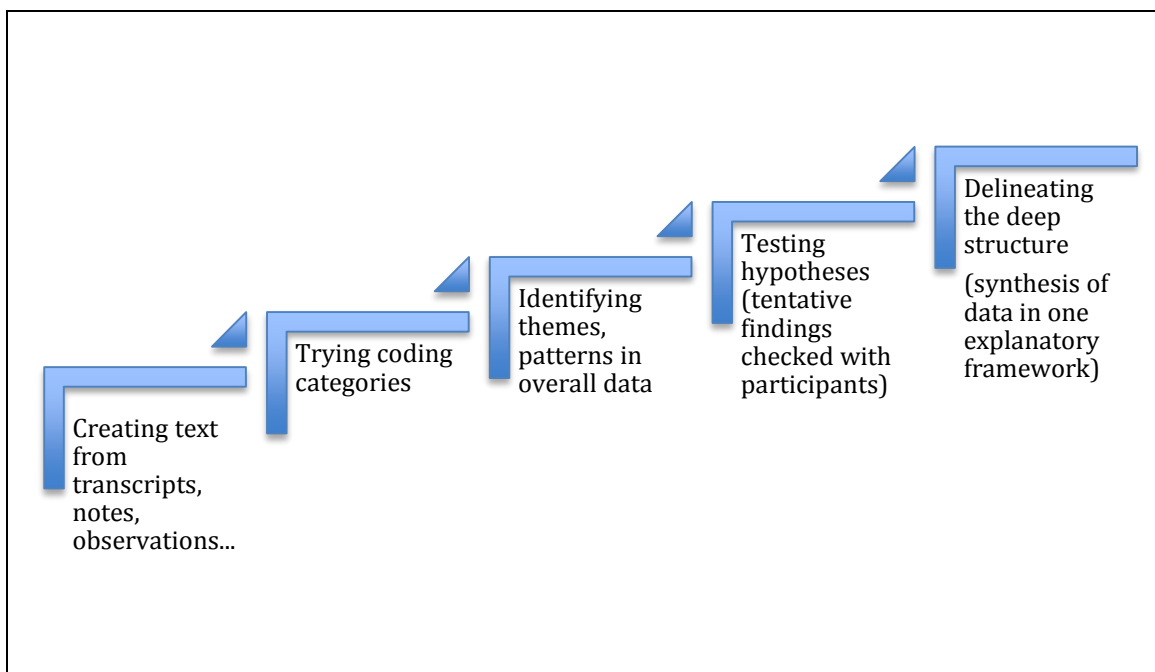 Creating text
from
transcripts,
notes,
observations...
Trying coding
categories
Identifying
themes,
patterns in
overall data
Testing
hypotheses
(tentative
findings
checked with
participants)
Delineating
the deep
structure
(synthesis of
data in one
explanatory
framework)